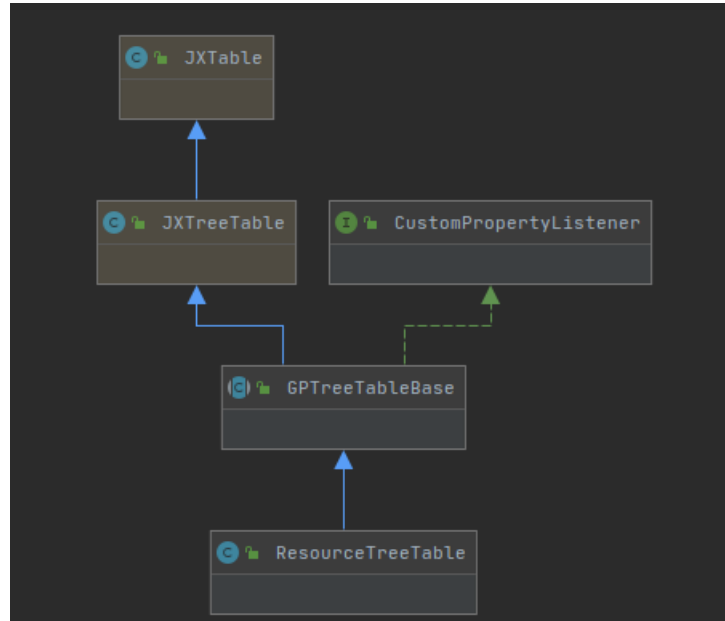 C JXTable
C JXTreeTable
I CustomPropertyListener
C GPTreeTableBase
C ResourceTreeTable